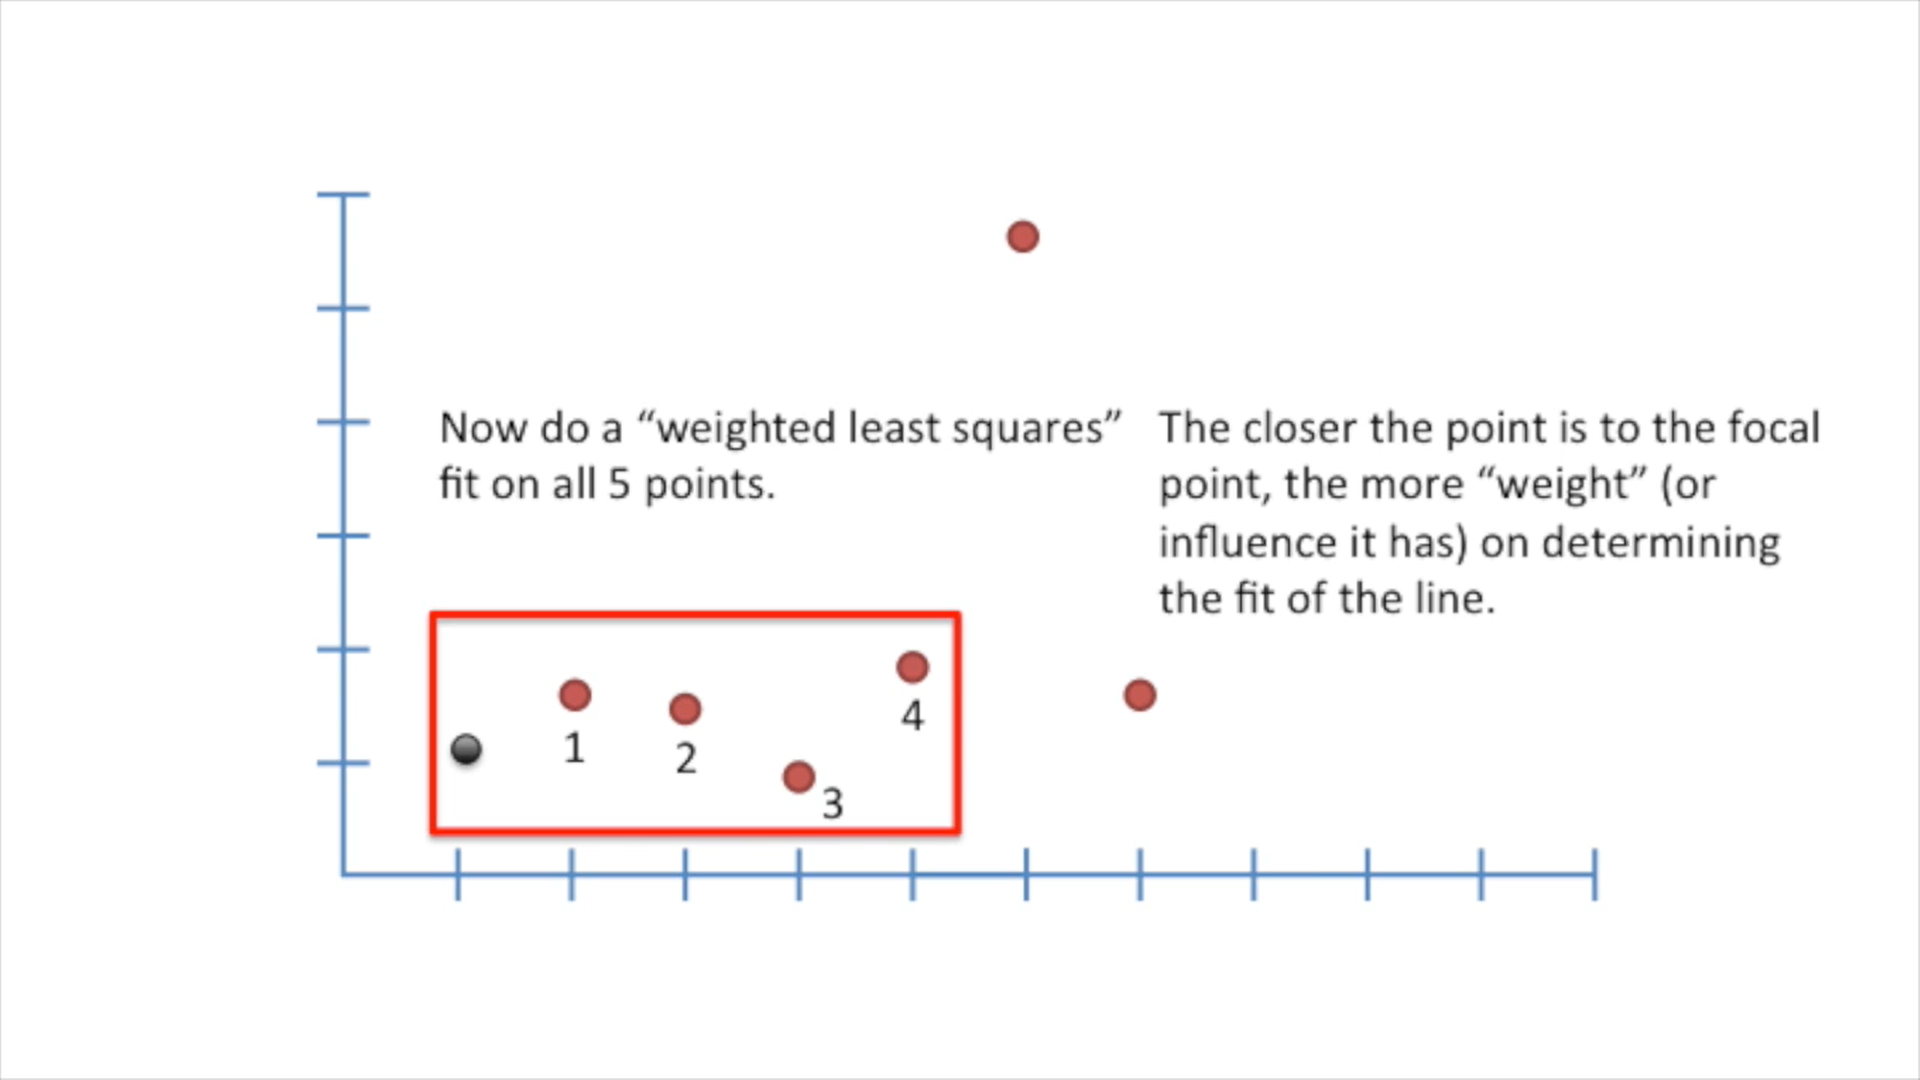 Now do a “weighted least squares”
fit on all 5 points.
The closer the point is to the focal
point, the more “weight” (or
influence it has) on determining
the fit of the line.
1
2
3
4